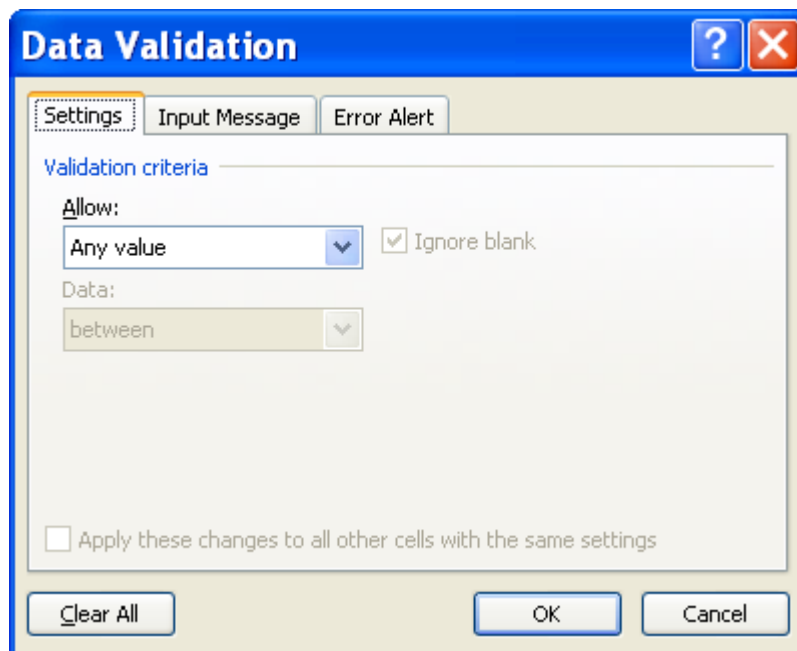 Data Validation ?
Settings Input Message Error Alert
Validation criteria
Allow:
Any value Ignore blank
Data:
between
Apply these changes to all other cells with the same settings
Clear All OK Cancel